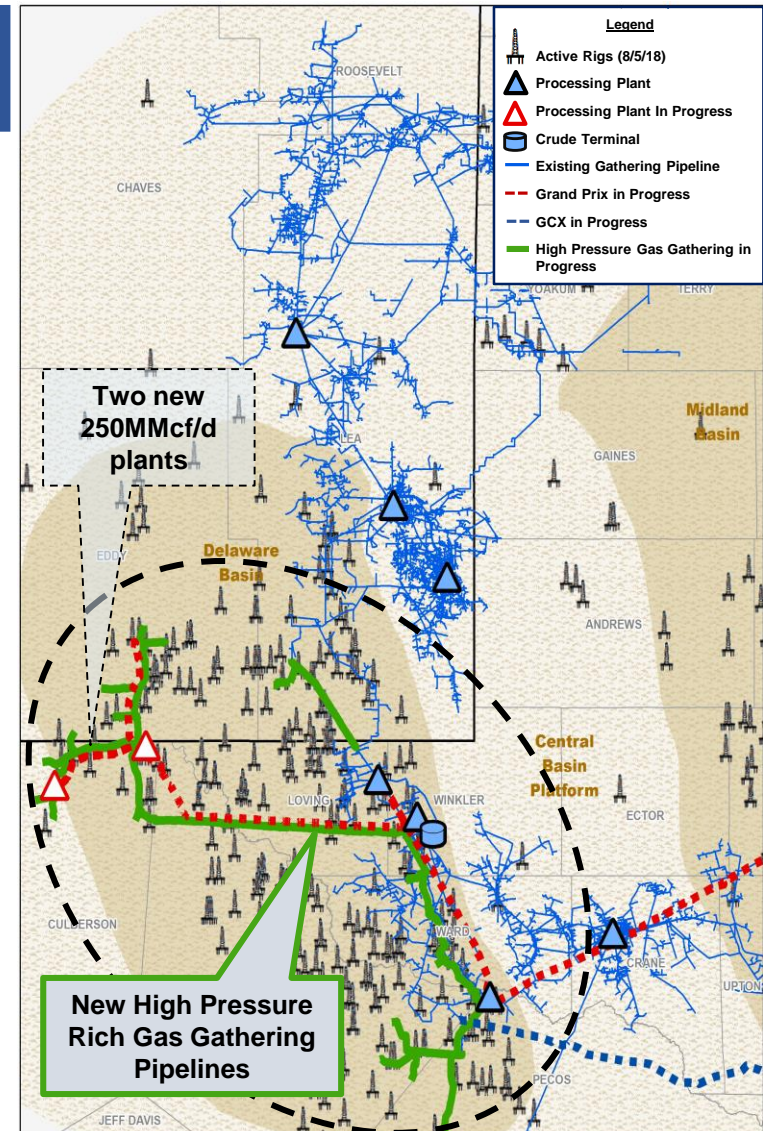 Legend
Active Rigs (8/5/18)
Processing Plant
Processing Plant In Progress
Crude Terminal
Existing Gathering Pipeline
Grand Prix in Progress
GCX in Progress
High Pressure Gas Gathering in
Progress
ROOSEVELT
CHAVES
YOAKUM
TERRY
Two new
250MMcf/d
plants
LEA
Midland
Basin
GAINES
EDDY
Delaware
Basin
ANDREWS
Central
Basin
Platform
LOVING
WINKLER
ECTOR
CULBERSON
WARD
CRANE
UPTON
New High Pressure
Rich Gas Gathering
Pipelines
PECOS
JEFF DAVIS